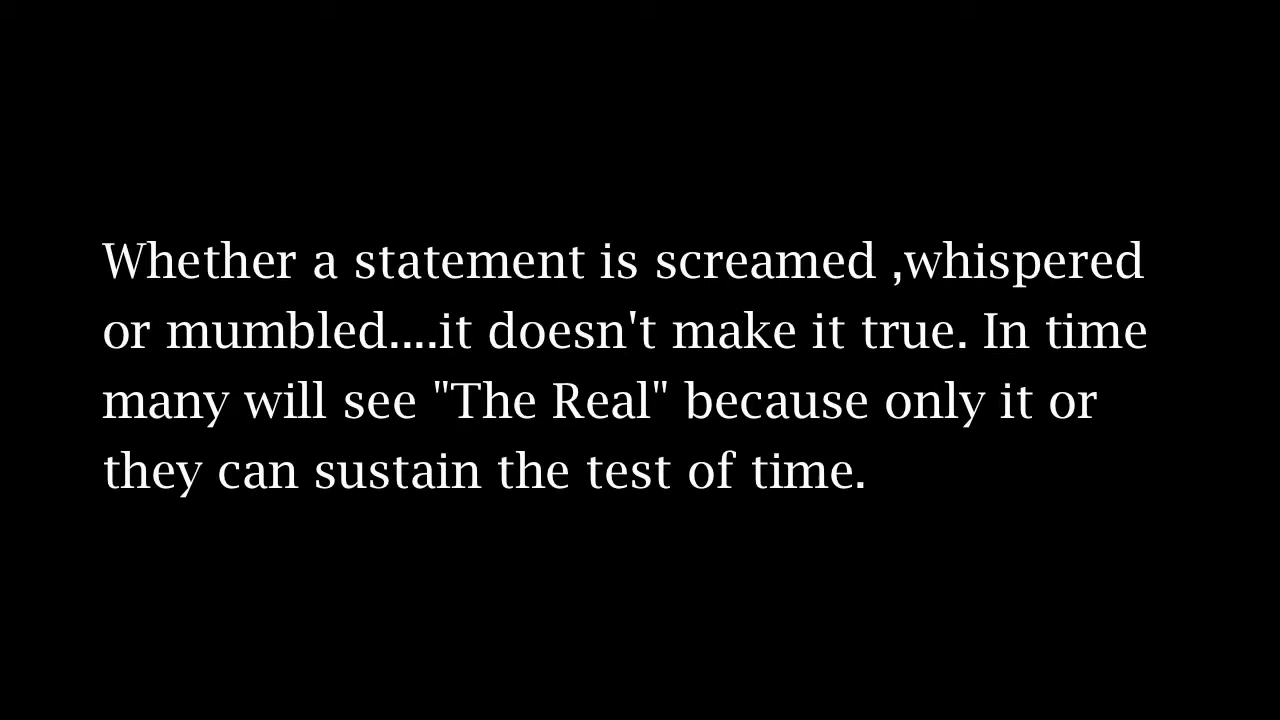 Whether a statement is screamed ,whispered
or mumbled....it doesn't make it true. In time
many will see "The Real" because only it or
they can sustain the test of time.